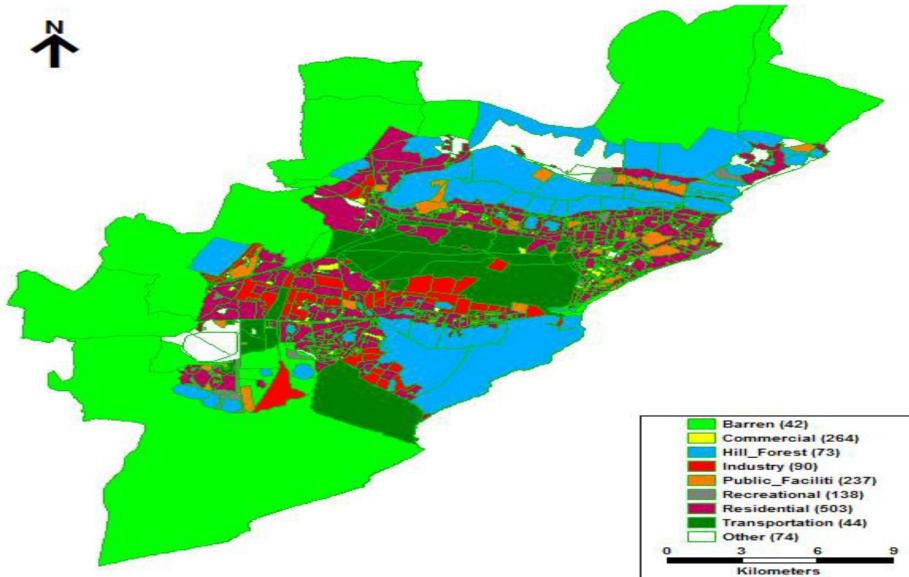 N
Barren (42)
Commercial (264)
Hill_Forest (73)
Industry (90)
Public_Faciliti (237)
Recreational (138)
Residential (503)
Transportation (44)
Other (74)
0 3 6 9
Kilometers